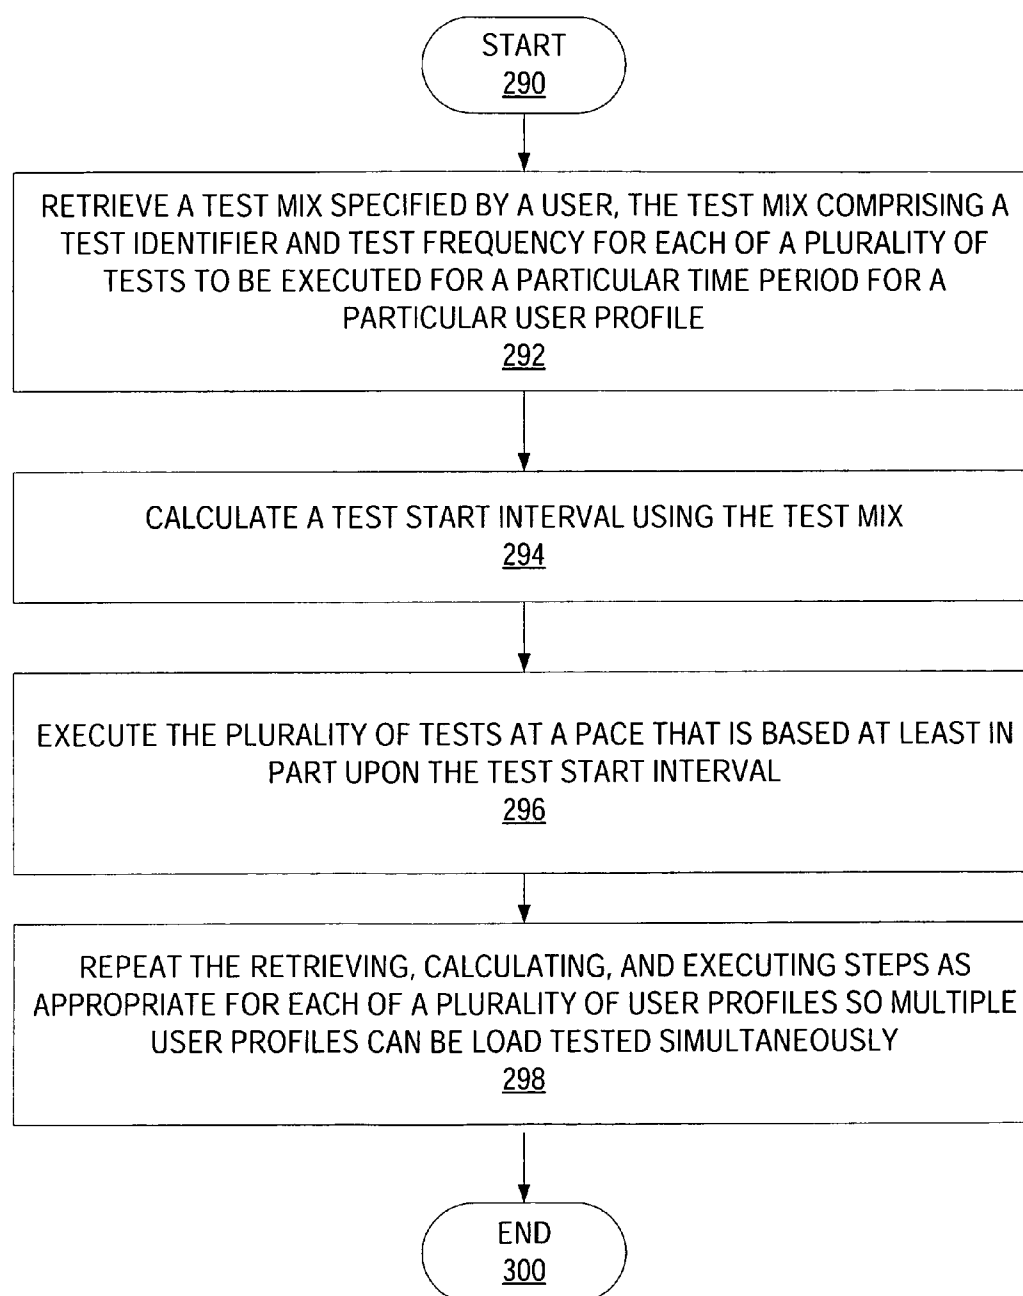 START
290
RETRIEVE A TEST MIX SPECIFIED BY A USER, THE TEST MIX COMPRISING A
TEST IDENTIFIER AND TEST FREQUENCY FOR EACH OF A PLURALITY OF
TESTS TO BE EXECUTED FOR A PARTICULAR TIME PERIOD FOR A
PARTICULAR USER PROFILE
292
CALCULATE A TEST START INTERVAL USING THE TEST MIX
294
EXECUTE THE PLURALITY OF TESTS AT A PACE THAT IS BASED AT LEAST IN
PART UPON THE TEST START INTERVAL
296
REPEAT THE RETRIEVING, CALCULATING, AND EXECUTING STEPS AS
APPROPRIATE FOR EACH OF A PLURALITY OF USER PROFILES SO MULTIPLE
USER PROFILES CAN BE LOAD TESTED SIMULTANEOUSLY
298
END
300